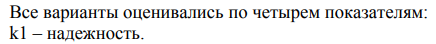 Все варианты оценивались по четырем показателям:
k1 – надежность.